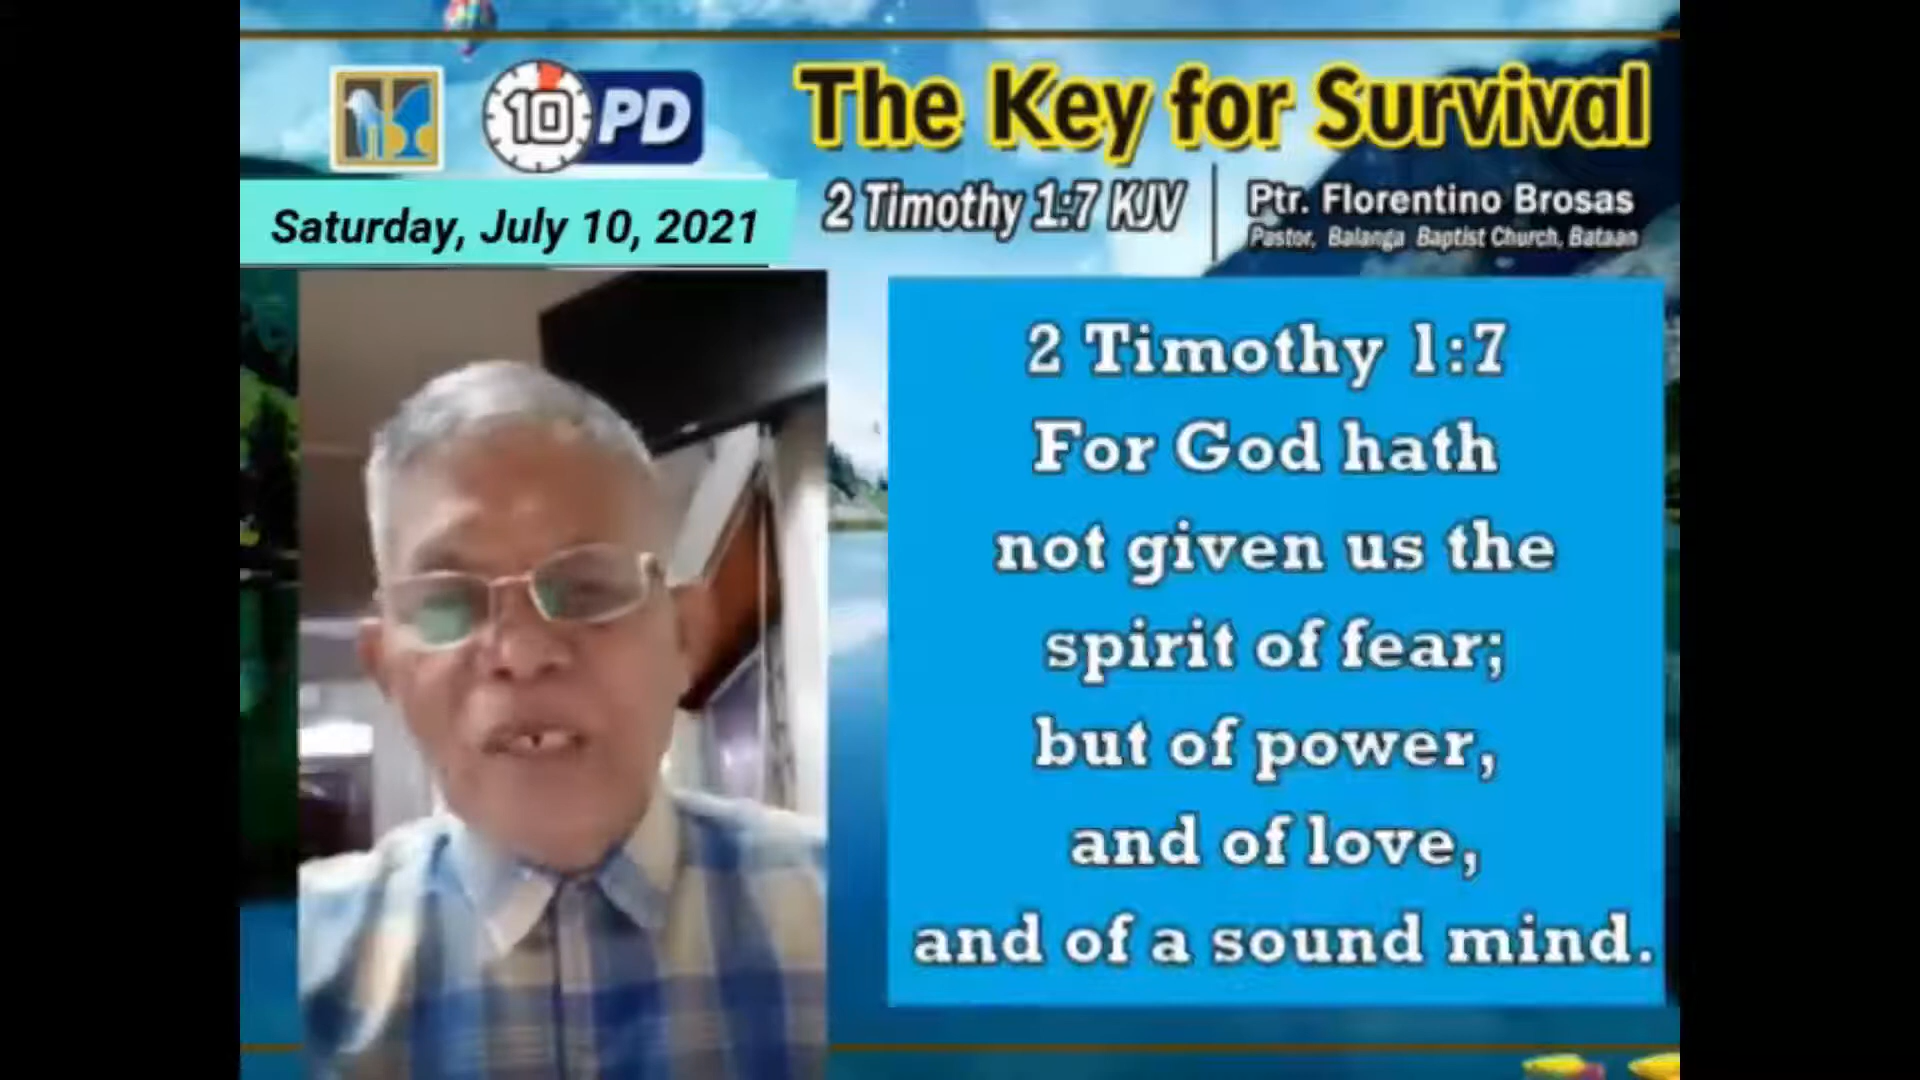 10 PD
The Key for Survival
Saturday, July 10, 2021
2 Timothy 1:7 KJV
Ptr. Florentino Brosas
Pastor, Balanga Baptist Church, Bataan
2 Timothy 1:7
For God hath
not given us the
spirit of fear;
but of power,
and of love,
and of a sound mind.